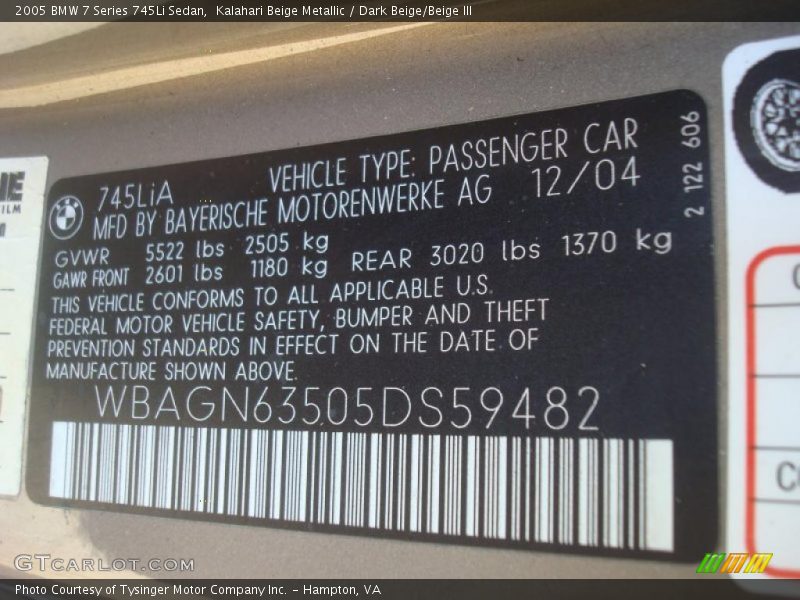 2005 BMW 7 Series 745Li Sedan, Kalahari Beige Metallic / Dark Beige/Beige III
745LiA VEHICLE TYPE: PASSENGER CAR
MFD BY BAYERISCHE MOTORENWERKE AG 12/04
2 122 606
GVWR 5522 lbs 2505 kg
GAWR FRONT 2601 lbs 1180 kg REAR 3020 lbs 1370 kg
THIS VEHICLE CONFORMS TO ALL APPLICABLE U.S.
FEDERAL MOTOR VEHICLE SAFETY, BUMPER AND THEFT
PREVENTION STANDARDS IN EFFECT ON THE DATE OF
MANUFACTURE SHOWN ABOVE.
WBAGN63505DS59482
GTCARLOT.COM
Photo Courtesy of Tysinger Motor Company Inc. - Hampton, VA